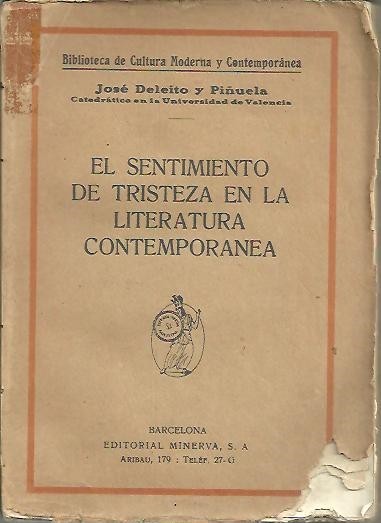 Biblioteca de Cultura Moderna y Contemporánea
José Deleito y Piñuela
Catedrático en la Universidad de Valencia
EL SENTIMIENTO
DE TRISTEZA EN LA
LITERATURA
CONTEMPORANEA
BARCELONA
EDITORIAL MINERVA, S. A
ARIBAU, 179 : TELÉF. 27-G